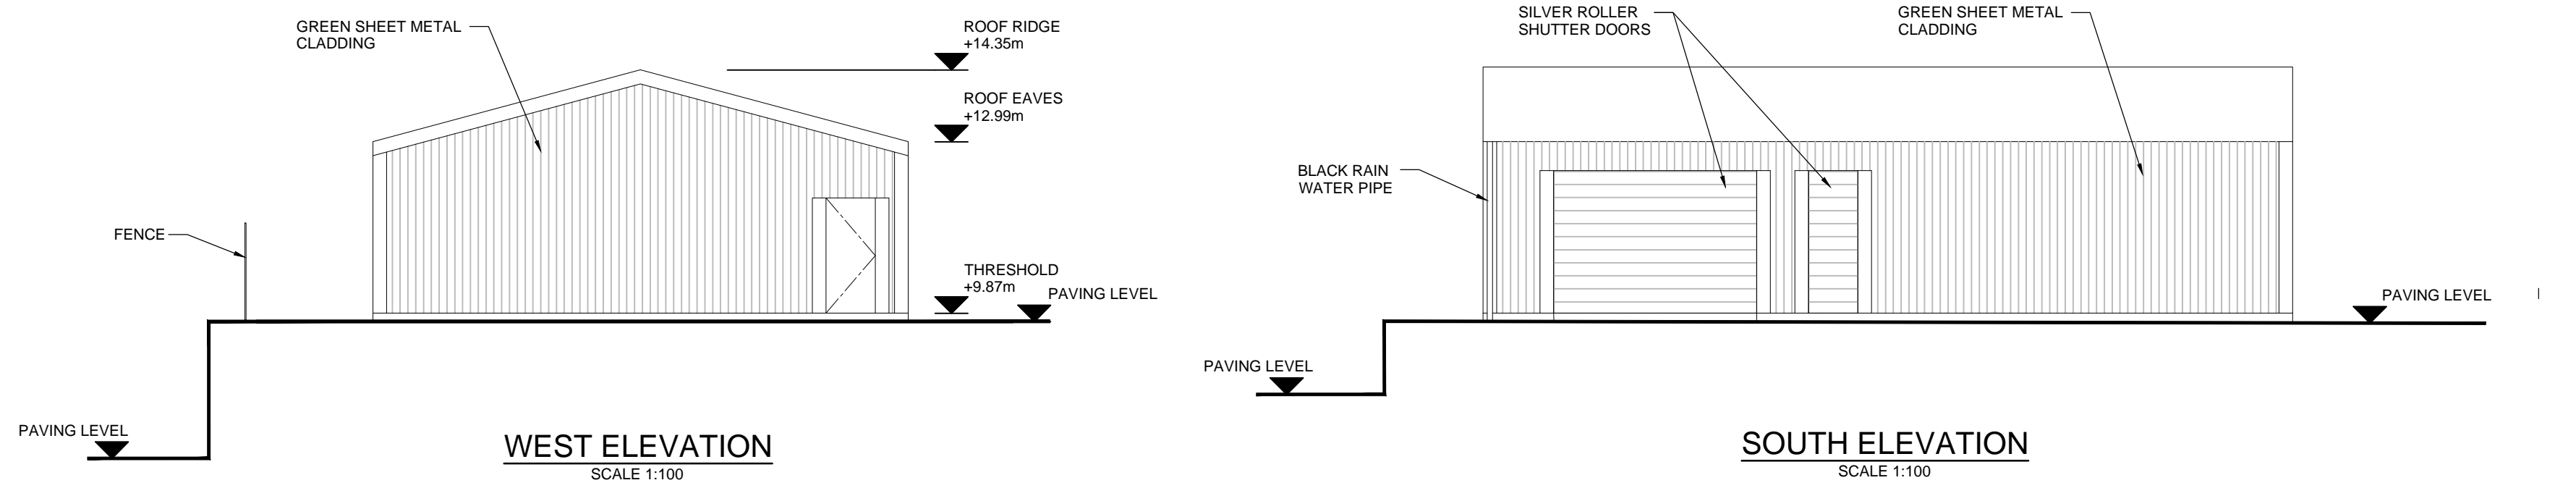 GREEN SHEET METAL
CLADDING
ROOF RIDGE
+14.35m
ROOF EAVES
+12.99m
FENCE
THRESHOLD
+9.87m
PAVING LEVEL
PAVING LEVEL
WEST ELEVATION
SCALE 1:100
SILVER ROLLER
SHUTTER DOORS
GREEN SHEET METAL
CLADDING
BLACK RAIN
WATER PIPE
PAVING LEVEL
PAVING LEVEL
SOUTH ELEVATION
SCALE 1:100